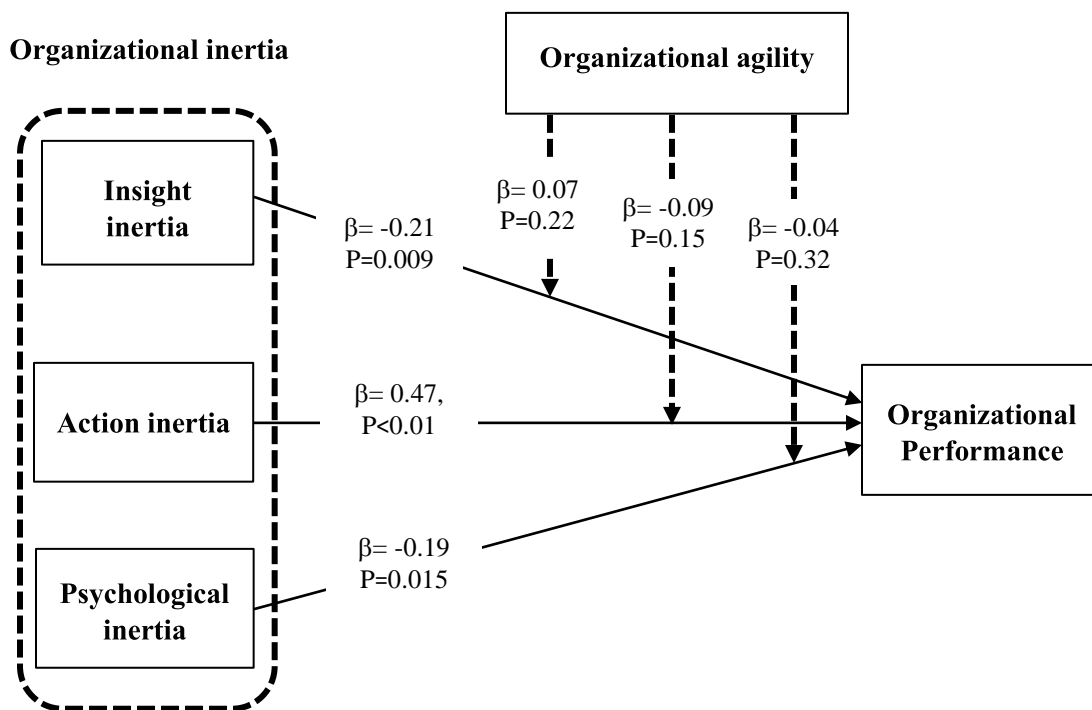 Organizational inertia
Organizational agility
Insight
inertia
β= 0.07
P=0.22
β= -0.09
P=0.15
β= -0.04
P=0.32
β= -0.21
P=0.009
Action inertia
β= 0.47,
P<0.01
Organizational
Performance
β= -0.19
P=0.015
Psychological
inertia